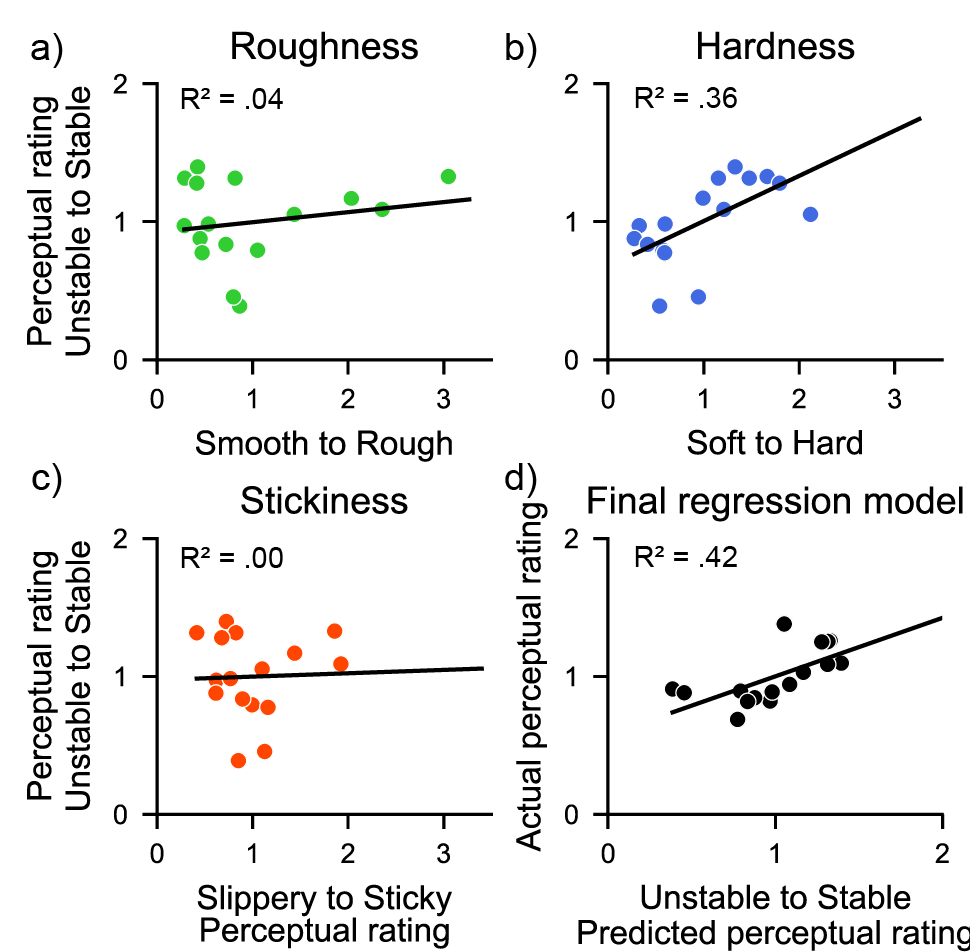 a)
Roughness
Perceptual rating
Unstable to Stable
R² = .04
2
1
0
0 1 2 3
Smooth to Rough
b)
Hardness
R² = .36
2
1
0
0 1 2 3
Soft to Hard
c)
Stickiness
Perceptual rating
Unstable to Stable
R² = .00
2
1
0
0 1 2 3
Slippery to Sticky
Perceptual rating
d)
Final regression model
Actual perceptual rating
R² = .42
2
1
0
0 1 2
Unstable to Stable
Predicted perceptual rating